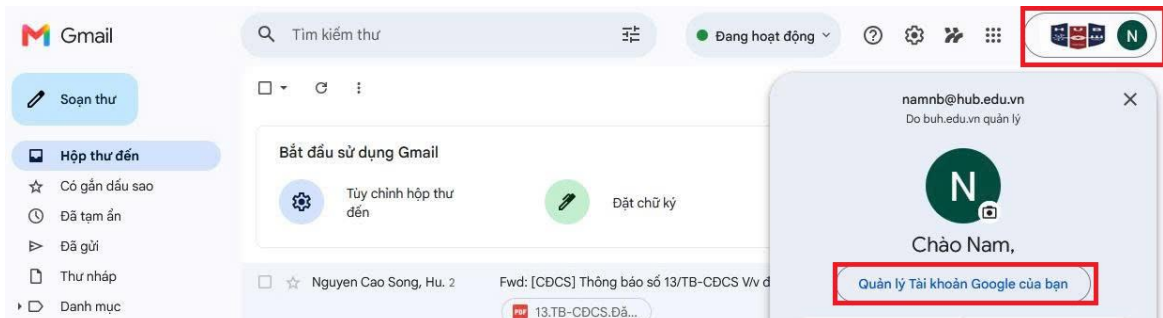 Gmail
Tìm kiếm thư
Đang hoạt động
N
Soạn thư
namnb@hub.edu.vn
Do buh.edu.vn quản lý
Hộp thư đến
Có gắn dấu sao
Đã tạm ẩn
Đã gửi
Thư nháp
Danh mục
Bắt đầu sử dụng Gmail
Tùy chỉnh hộp thư
đến
Đặt chữ ký
N
Chào Nam,
Quản lý Tài khoản Google của bạn
Nguyen Cao Song, Hu. 2
Fwd: [CĐCS] Thông báo số 13/TB-CĐCS V/v đ
PDF 13.TB-CĐCS.Đã...